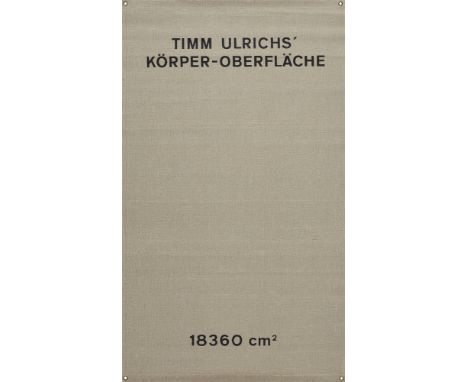 TIMM ULRICHS´
KÖRPER-OBERFLÄCHE
18360 cm²